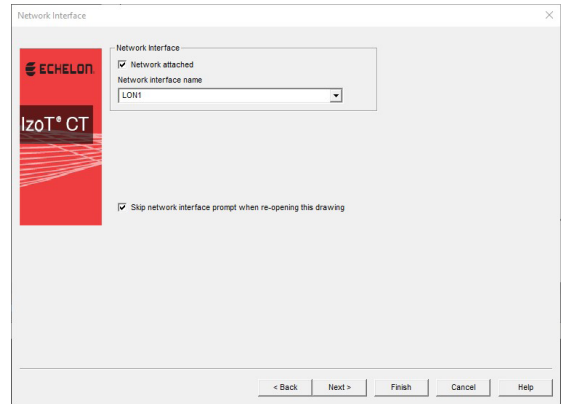 Network Interface
ECHELON.
IzoT® CT
Network Interface
Network attached
Network interface name
LON1
Skip network interface prompt when re-opening this drawing
< Back
Next >
Finish
Cancel
Help